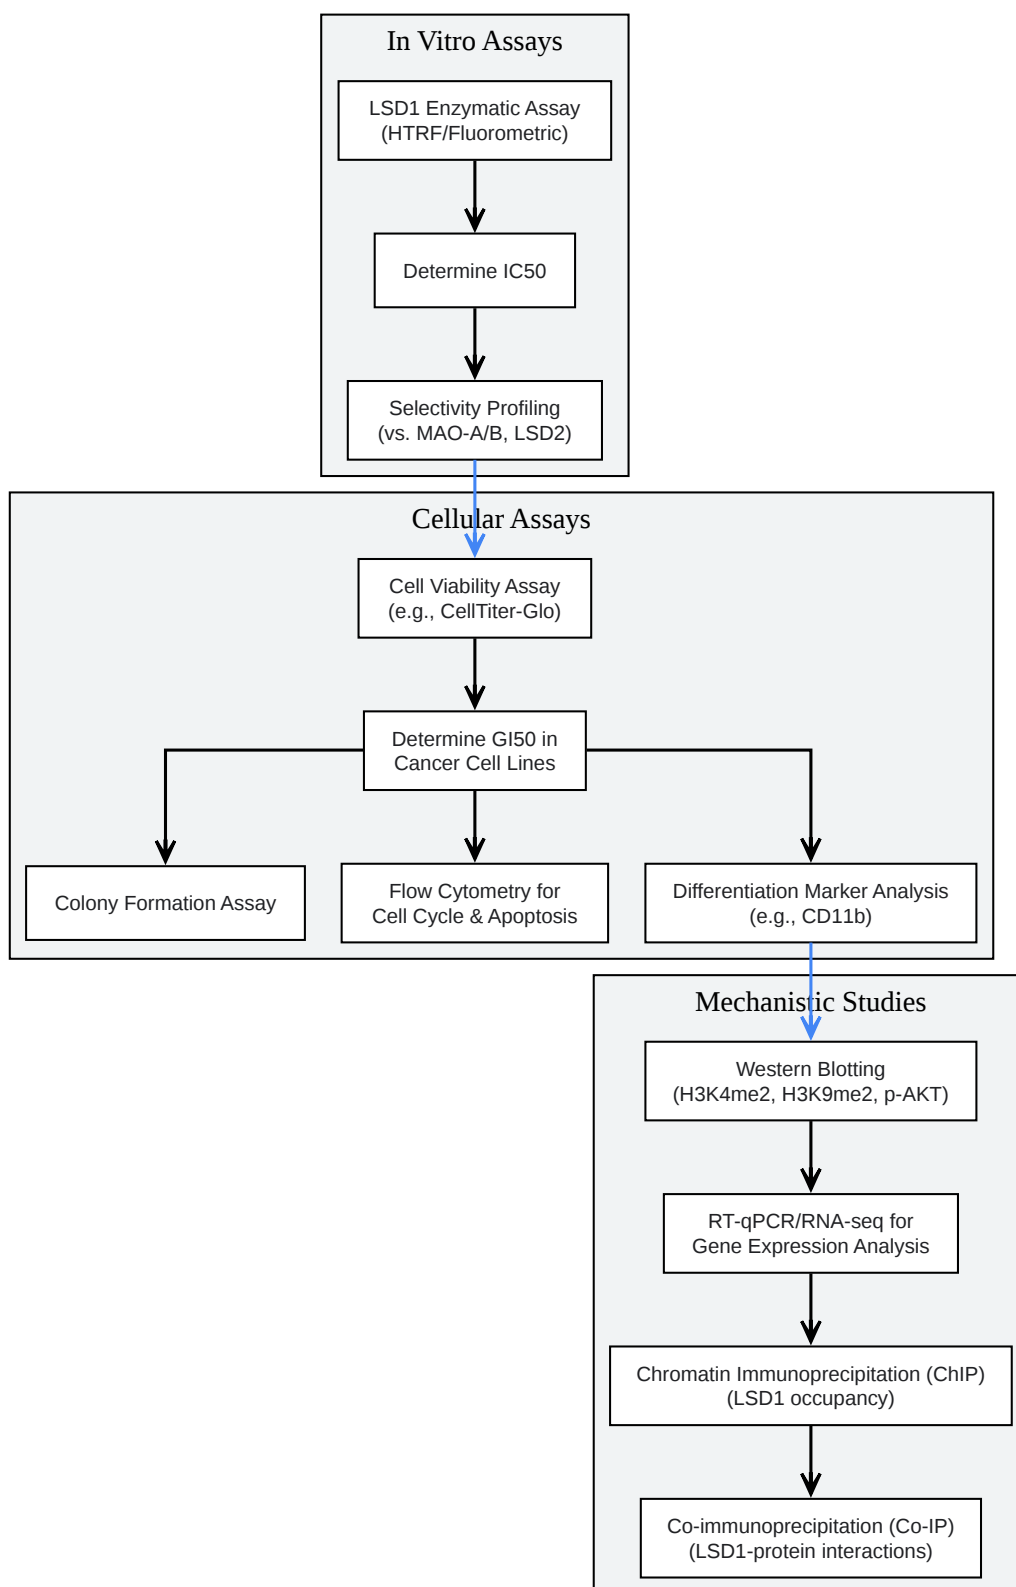 In Vitro Assays
LSD1 Enzymatic Assay
(HTRF/Fluorometric)
Determine IC50
Selectivity Profiling
(vs. MAO-A/B, LSD2)
Cellular Assays
Cell Viability Assay
(e.g., CellTiter-Glo)
Determine GI50 in
Cancer Cell Lines
Colony Formation Assay
Flow Cytometry for
Cell Cycle & Apoptosis
Differentiation Marker Analysis
(e.g., CD11b)
Mechanistic Studies
Western Blotting
(H3K4me2, H3K9me2, p-AKT)
RT-qPCR/RNA-seq for
Gene Expression Analysis
Chromatin Immunoprecipitation (ChIP)
(LSD1 occupancy)
Co-immunoprecipitation (Co-IP)
(LSD1-protein interactions)